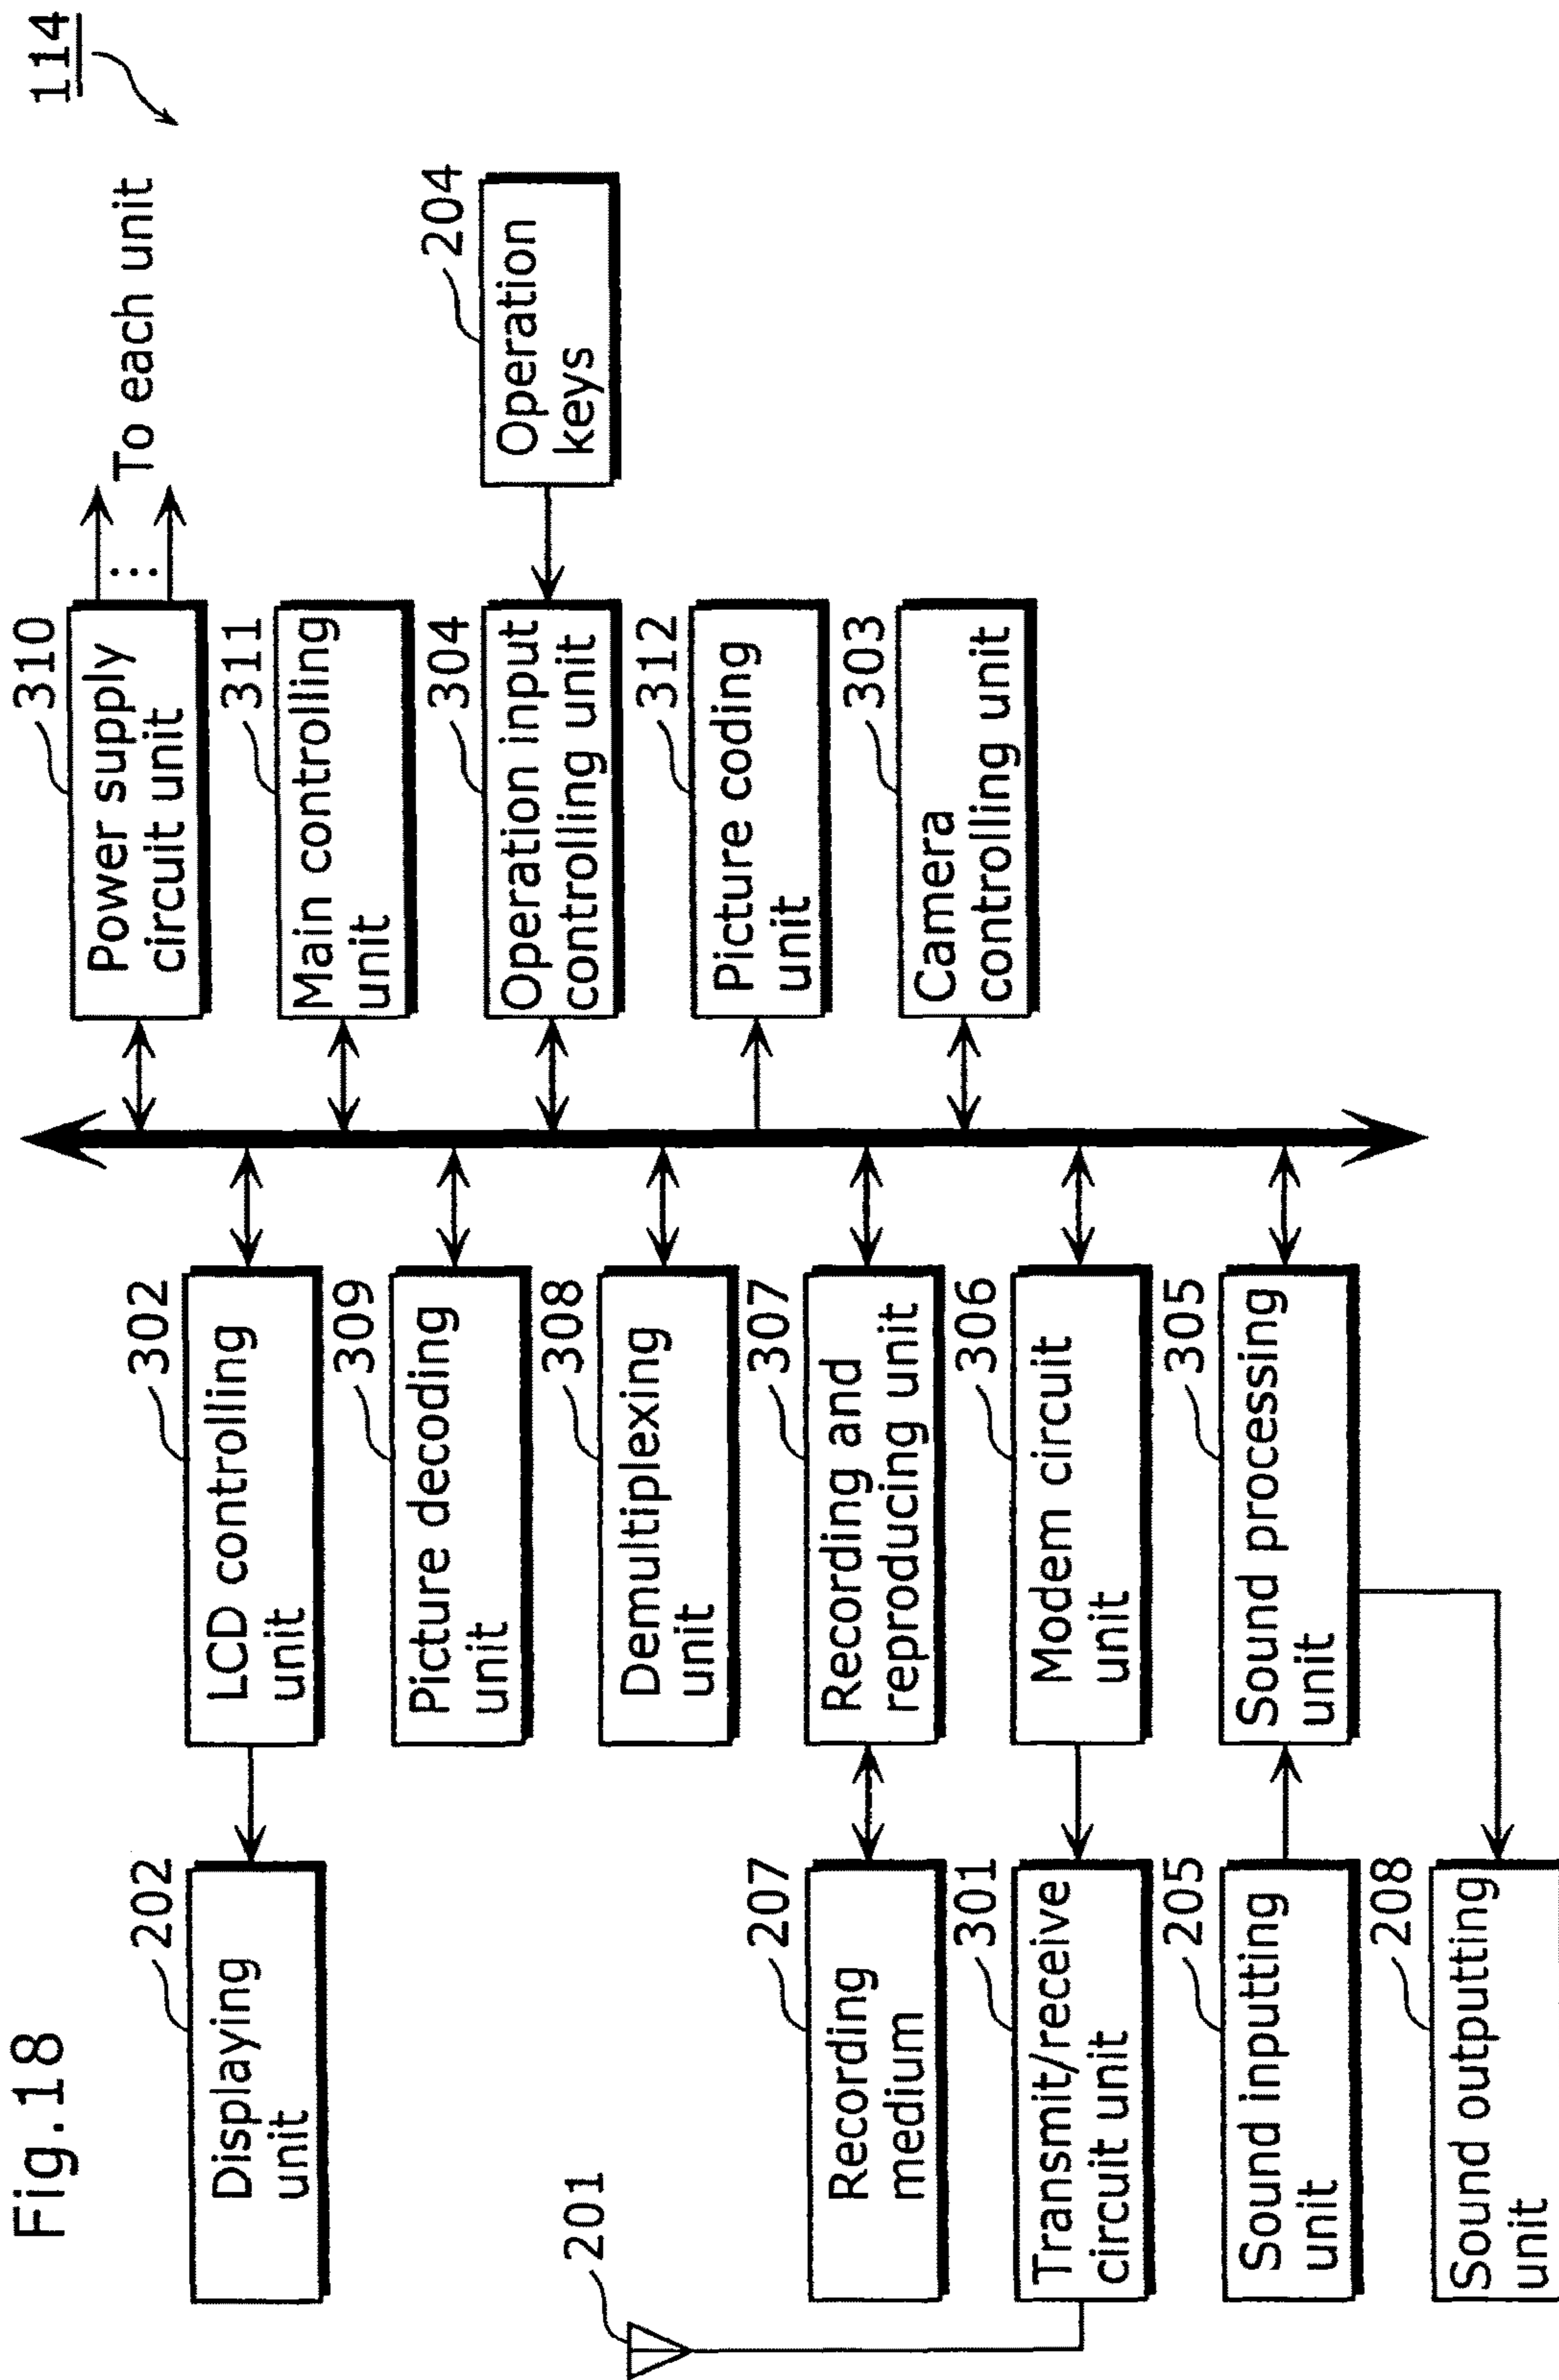 Fig.18
114
202
Displaying
unit
302
LCD controlling
unit
310
Power supply
circuit unit
To each unit
309
Picture decoding
unit
311
Main controlling
unit
308
Demultiplexing
unit
304
Operation input
controlling unit
204
Operation
keys
207
Recording
medium
307
Recording and
reproducing unit
312
Picture coding
unit
201
301
Transmit/receive
circuit unit
306
Modem circuit
unit
303
Camera
controlling unit
205
Sound inputting
unit
305
Sound processing
unit
208
Sound outputting
unit